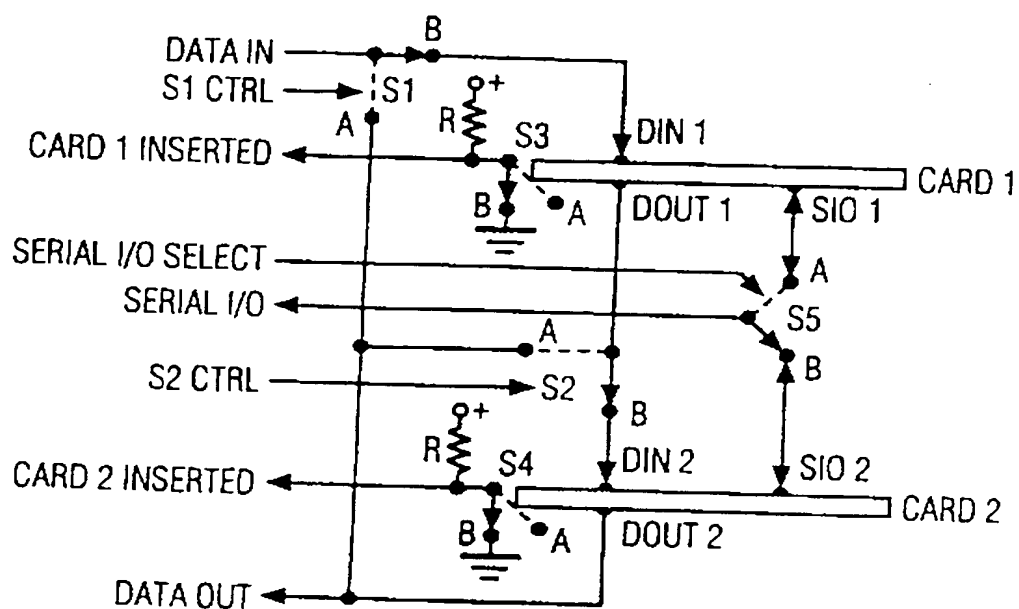 B
DATA IN
S1 CTRL
S1
+
A
R
S3
DIN 1
CARD 1 INSERTED
CARD 1
B
A
DOUT 1
SIO 1
SERIAL I/O SELECT
A
SERIAL I/O
S5
A
B
S2 CTRL
S2
+
B
R
S4
DIN 2
SIO 2
CARD 2 INSERTED
CARD 2
B
A
DOUT 2
DATA OUT